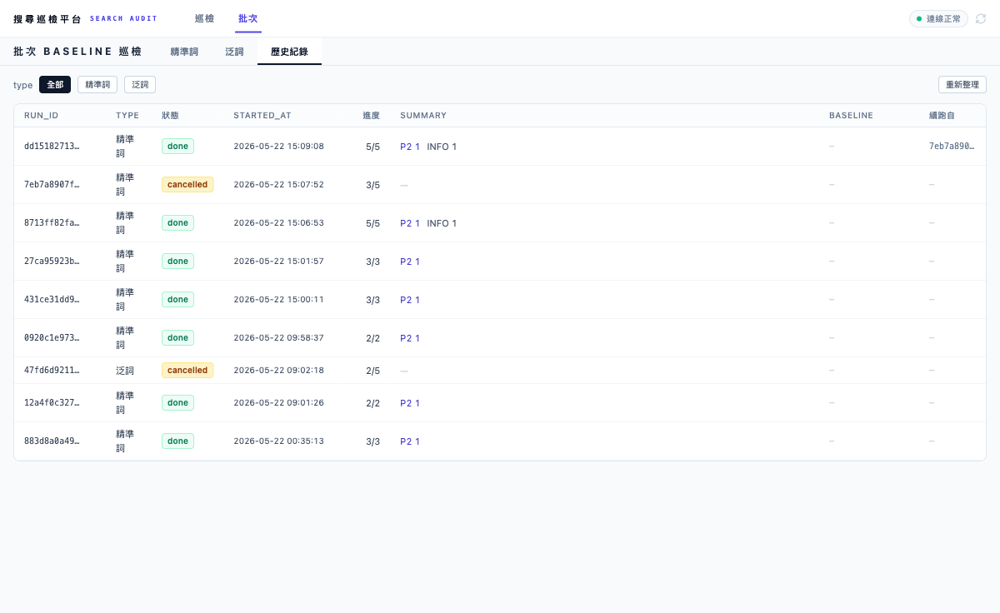 搜尋巡檢平台 SEARCH AUDIT 巡檢 批次 連線正常
批次 BASELINE 巡檢 精準詞 泛詞 歷史紀錄
type 全部 精準詞 泛詞 重新整理
RUN_ID TYPE 狀態 STARTED_AT 進度 SUMMARY BASELINE 續跑自
dd15182713… 精準詞 done 2026-05-22 15:09:08 5/5 P2 1 INFO 1 — 7eb7a890…
7eb7a8907f… 精準詞 cancelled 2026-05-22 15:07:52 3/5 — — —
8713ff82fa… 精準詞 done 2026-05-22 15:06:53 5/5 P2 1 INFO 1 — —
27ca95923b… 精準詞 done 2026-05-22 15:01:57 3/3 P2 1 — —
431ce31dd9… 精準詞 done 2026-05-22 15:00:11 3/3 P2 1 — —
0920c1e973… 精準詞 done 2026-05-22 09:58:37 2/2 P2 1 — —
47fd6d9211… 泛詞 cancelled 2026-05-22 09:02:18 2/5 — — —
12a4f0c327… 精準詞 done 2026-05-22 09:01:26 2/2 P2 1 — —
883d8a0a49… 精準詞 done 2026-05-22 00:35:13 3/3 P2 1 — —